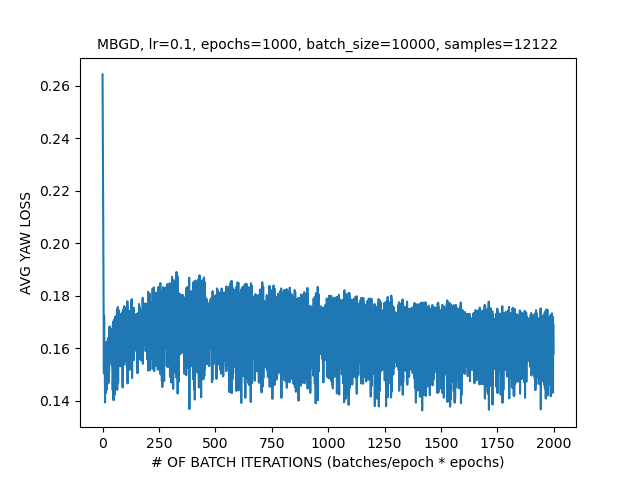 MBGD, lr=0.1, epochs=1000, batch_size=10000, samples=12122
0.26
0.24
0.22
0.20
0.18
0.16
0.14
AVG YAW LOSS
0 250 500 750 1000 1250 1500 1750 2000
# OF BATCH ITERATIONS (batches/epoch * epochs)